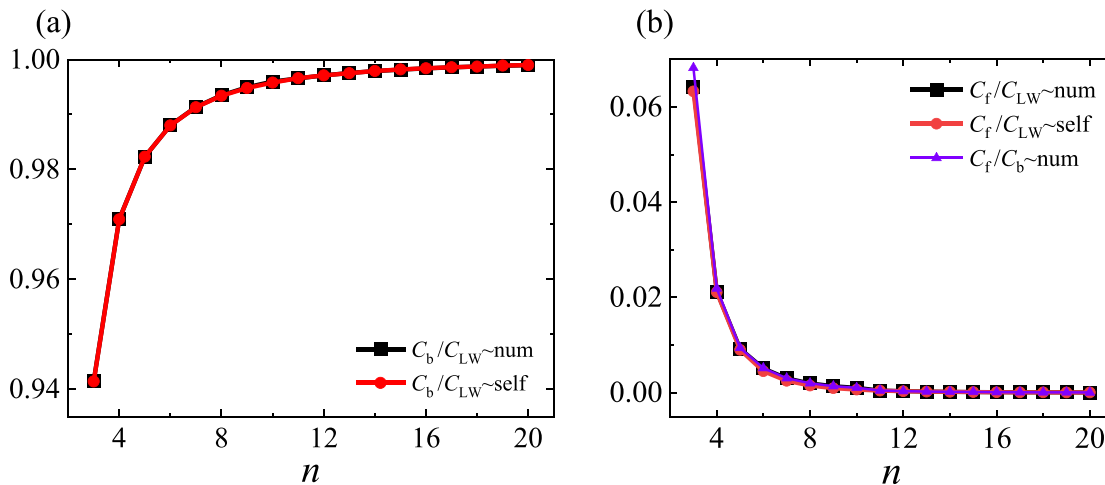 (a)
1.00
0.98
0.96
0.94
4 8 12 16 20
n
C_b/C_LW~num
C_b/C_LW~self
(b)
0.06
0.04
0.02
0.00
4 8 12 16 20
n
C_f/C_LW~num
C_f/C_LW~self
C_f/C_b~num